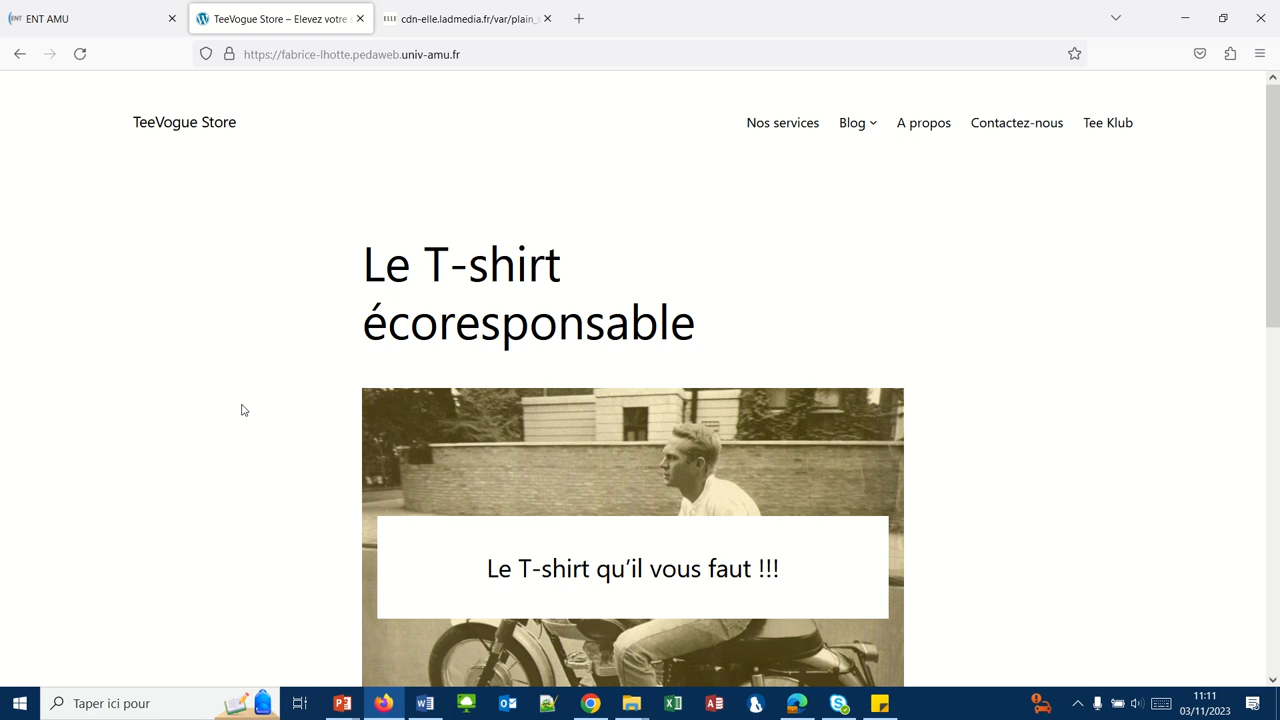 ENT AMU
TeeVogue Store – Elevez votre
cdn-elle.ladmedia.fr/var/plain_
https://fabrice-lhotte.pedaweb.univ-amu.fr
TeeVogue Store
Nos services
Blog
A propos
Contactez-nous
Tee Klub
Le T-shirt
écoresponsable
Le T-shirt qu’il vous faut !!!
Taper ici pour
11:11
03/11/2023